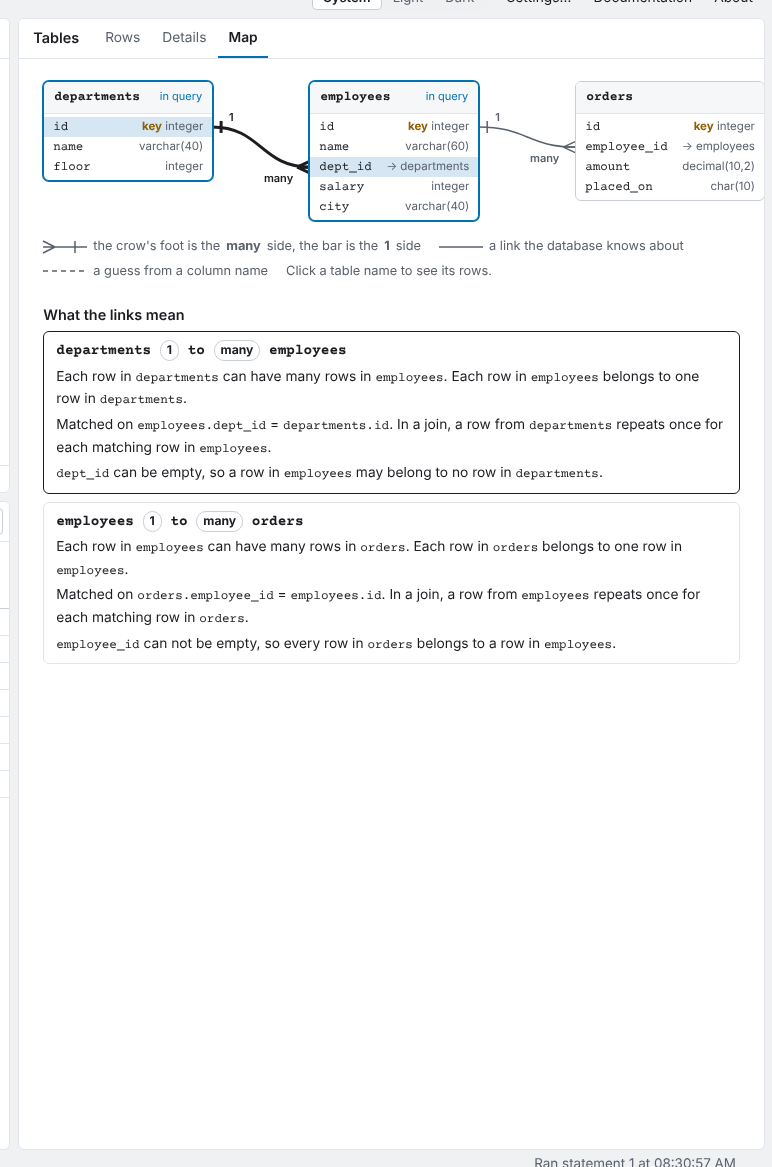 System Light Dark Settings... Documentation About
Tables Rows Details Map
departments in query
id key integer
name varchar(40)
floor integer
1
many
employees in query
id key integer
name varchar(60)
dept_id → departments
salary integer
city varchar(40)
1
many
orders
id key integer
employee_id → employees
amount decimal(10,2)
placed_on char(10)
the crow's foot is the many side, the bar is the 1 side a link the database knows about
a guess from a column name Click a table name to see its rows.
What the links mean
departments 1 to many employees
Each row in departments can have many rows in employees. Each row in employees belongs to one
row in departments.
Matched on employees.dept_id = departments.id. In a join, a row from departments repeats once for
each matching row in employees.
dept_id can be empty, so a row in employees may belong to no row in departments.
employees 1 to many orders
Each row in employees can have many rows in orders. Each row in orders belongs to one row in
employees.
Matched on orders.employee_id = employees.id. In a join, a row from employees repeats once for
each matching row in orders.
employee_id can not be empty, so every row in orders belongs to a row in employees.
Ran statement 1 at 08:30:57 AM